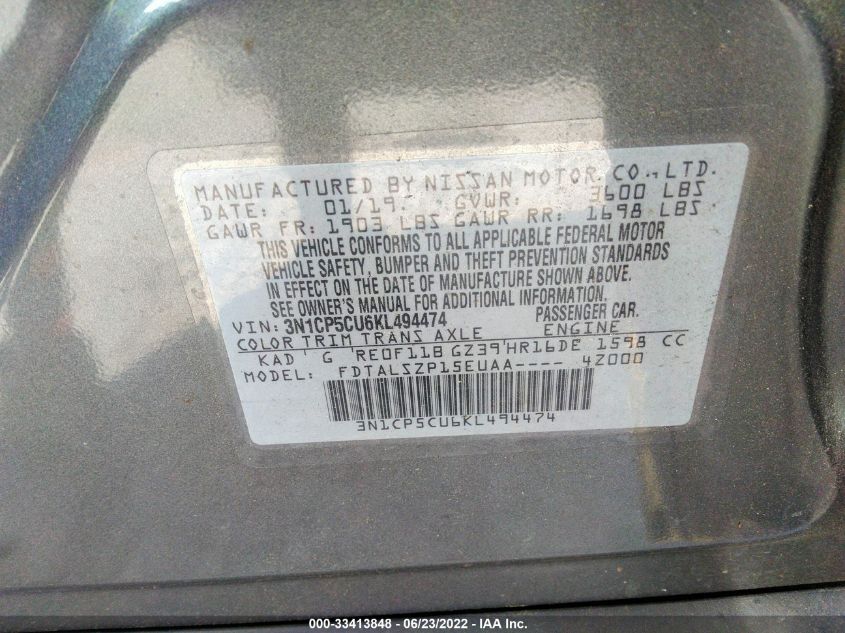 MANUFACTURED BY NISSAN MOTOR CO., LTD.
DATE: 01/19 GVWR: 3600 LBS
GAWR FR: 1903 LBS GAWR RR: 1698 LBS
THIS VEHICLE CONFORMS TO ALL APPLICABLE FEDERAL MOTOR
VEHICLE SAFETY, BUMPER AND THEFT PREVENTION STANDARDS
IN EFFECT ON THE DATE OF MANUFACTURE SHOWN ABOVE.
SEE OWNER'S MANUAL FOR ADDITIONAL INFORMATION.
VIN: 3N1CP5CU6KL494474 PASSENGER CAR.
COLOR TRIM TRANS AXLE ENGINE
KAD ' G 'RE0F11B GZ39'HR16DE 1598 CC
MODEL: FDTALSZP15EUAA---- 4Z000
3N1CP5CU6KL494474
000-33413848 - 06/23/2022 - IAA Inc.